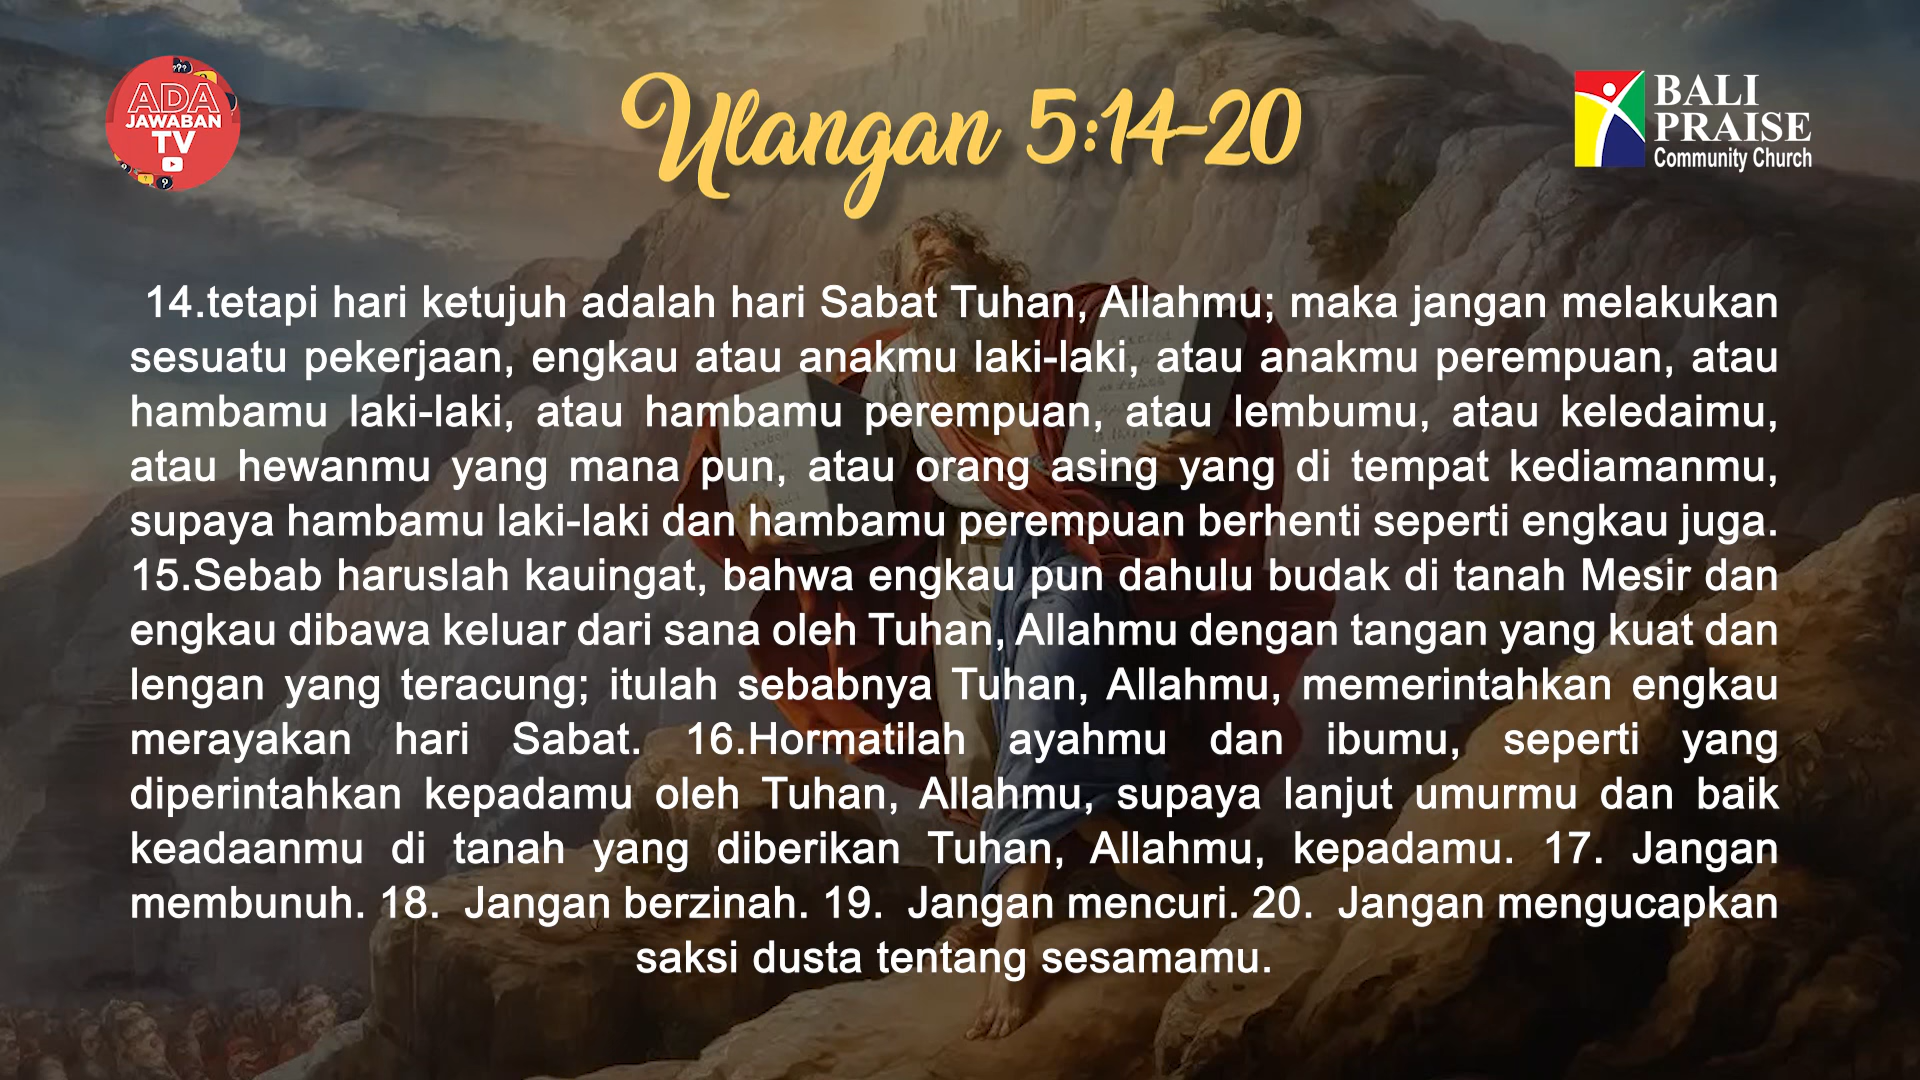 ADA
JAWABAN
TV
Ulangan 5:14-20
BALI
PRAISE
Community Church
14.tetapi hari ketujuh adalah hari Sabat Tuhan, Allahmu; maka jangan melakukan
sesuatu pekerjaan, engkau atau anakmu laki-laki, atau anakmu perempuan, atau
hambamu laki-laki, atau hambamu perempuan, atau lembumu, atau keledaimu,
atau hewanmu yang mana pun, atau orang asing yang di tempat kediamanmu,
supaya hambamu laki-laki dan hambamu perempuan berhenti seperti engkau juga.
15.Sebab haruslah kauingat, bahwa engkau pun dahulu budak di tanah Mesir dan
engkau dibawa keluar dari sana oleh Tuhan, Allahmu dengan tangan yang kuat dan
lengan yang teracung; itulah sebabnya Tuhan, Allahmu, memerintahkan engkau
merayakan hari Sabat. 16.Hormatilah ayahmu dan ibumu, seperti yang
diperintahkan kepadamu oleh Tuhan, Allahmu, supaya lanjut umurmu dan baik
keadaanmu di tanah yang diberikan Tuhan, Allahmu, kepadamu. 17. Jangan
membunuh. 18. Jangan berzinah. 19. Jangan mencuri. 20. Jangan mengucapkan
saksi dusta tentang sesamamu.